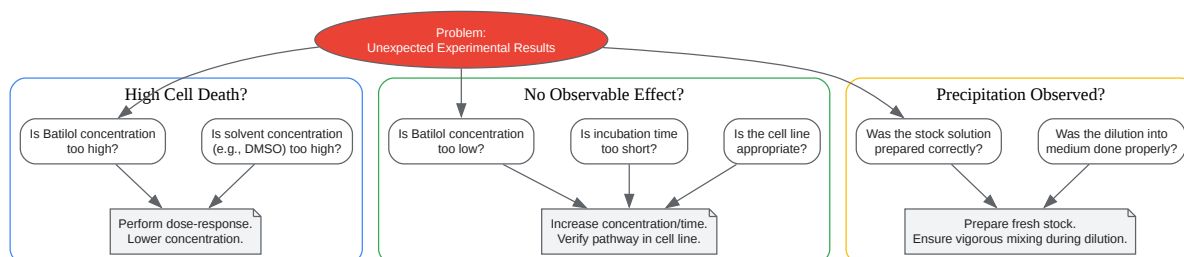 Problem:
Unexpected Experimental Results
High Cell Death?
Is Batilol concentration
too high?
Is solvent concentration
(e.g., DMSO) too high?
Perform dose-response.
Lower concentration.
No Observable Effect?
Is Batilol concentration
too low?
Is incubation time
too short?
Is the cell line
appropriate?
Increase concentration/time.
Verify pathway in cell line.
Precipitation Observed?
Was the stock solution
prepared correctly?
Was the dilution into
medium done properly?
Prepare fresh stock.
Ensure vigorous mixing during dilution.